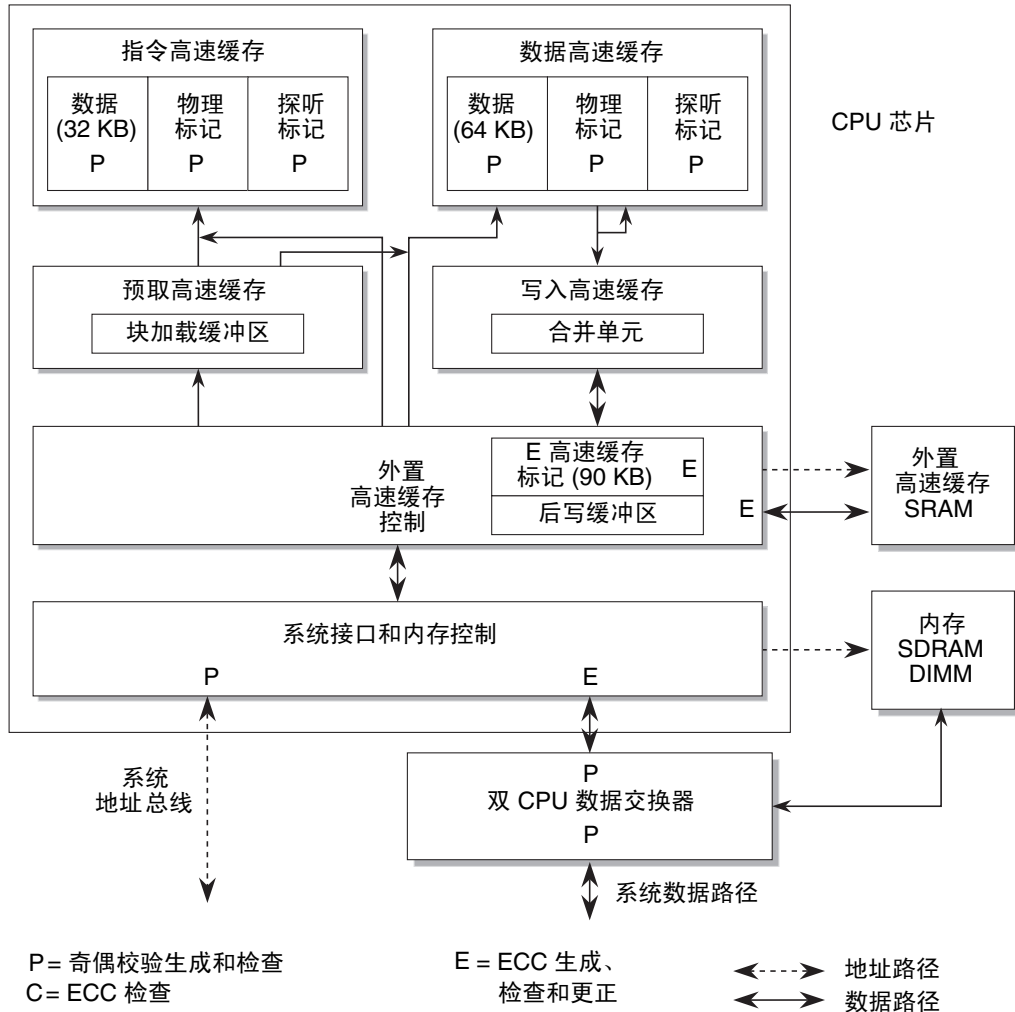 指令高速缓存
数据
(32 KB)
P
物理
标记
P
探听
标记
P
数据高速缓存
数据
(64 KB)
P
物理
标记
P
探听
标记
P
CPU 芯片
预取高速缓存
块加载缓冲区
写入高速缓存
合并单元
外置
高速缓存
控制
E 高速缓存
标记 (90 KB)
E
后写缓冲区
E
外置
高速缓存
SRAM
系统接口和内存控制
P
E
内存
SDRAM
DIMM
系统
地址总线
P
双 CPU 数据交换器
P
系统数据路径
P = 奇偶校验生成和检查
C = ECC 检查
E = ECC 生成、
检查和更正
地址路径
数据路径